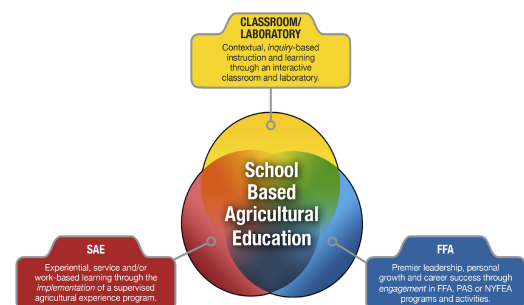 CLASSROOM/
LABORATORY
Contextual, inquiry-based
instruction and learning
through an interactive
classroom and laboratory.
School
Based
Agricultural
Education
SAE
Experiential, service and/or
work-based learning through the
implementation of a supervised
agricultural experience program.
FFA
Premier leadership, personal
growth and career success through
engagement in FFA, PAS or NYFEA
programs and activities.